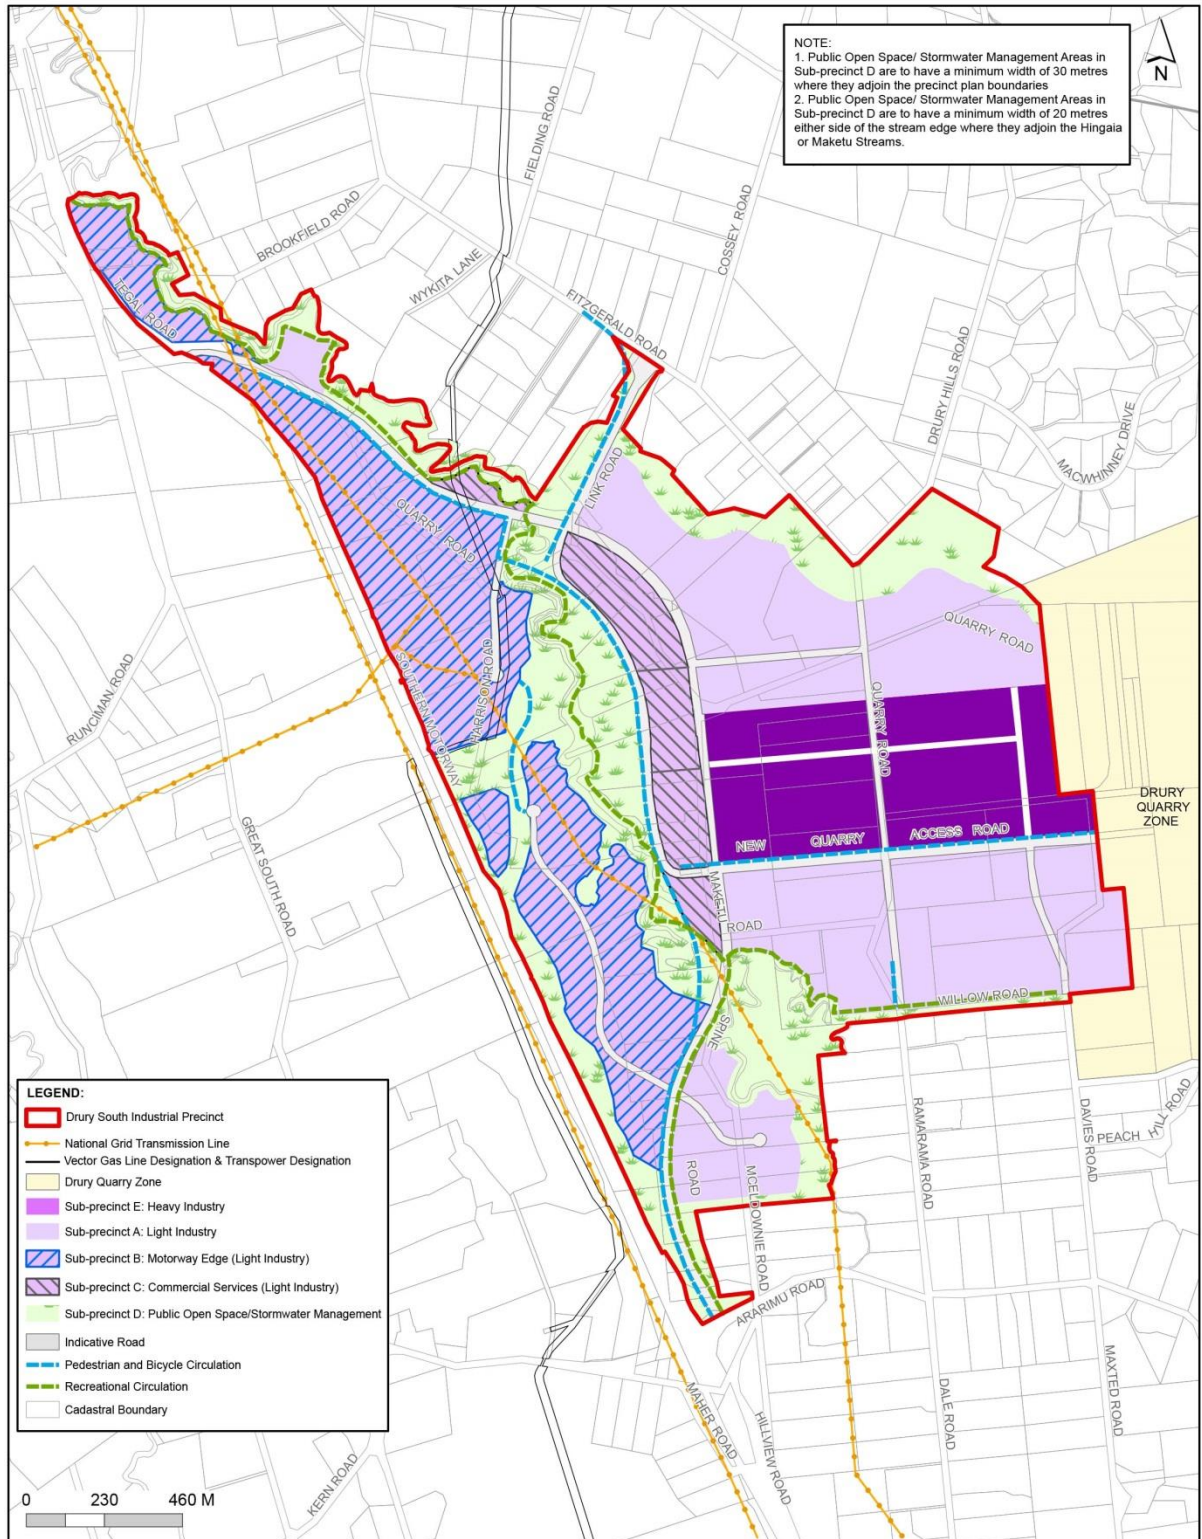 NOTE:
1. Public Open Space/ Stormwater Management Areas in
Sub-precinct D are to have a minimum width of 30 metres
where they adjoin the precinct plan boundaries
2. Public Open Space/ Stormwater Management Areas in
Sub-precinct D are to have a minimum width of 20 metres
either side of the stream edge where they adjoin the Hingaia
or Maketu Streams.
N
FIELDING ROAD
COSSEY ROAD
BROOKFIELD ROAD
WYKITA LANE
FITZGERALD ROAD
TEGAL ROAD
DRURY HILLS ROAD
MACWHINNEY DRIVE
LINK ROAD
QUARRY ROAD
QUARRY ROAD
RUNCIMAN ROAD
SOUTHERN MOTORWAY
HARRISON ROAD
QUARRY ROAD
DRURY
QUARRY
ZONE
GREAT SOUTH ROAD
NEW QUARRY ACCESS ROAD
MAKETU
ROAD
WILLOW ROAD
SPINE
ROAD
MCELDOWNIE ROAD
RAMARAMA ROAD
DAVIES ROAD
PEACH HILL ROAD
ARARIMU ROAD
MAHER ROAD
HILLVIEW ROAD
DALE ROAD
MAXTED ROAD
KERN ROAD
LEGEND:
Drury South Industrial Precinct
National Grid Transmission Line
Vector Gas Line Designation & Transpower Designation
Drury Quarry Zone
Sub-precinct E: Heavy Industry
Sub-precinct A: Light Industry
Sub-precinct B: Motorway Edge (Light Industry)
Sub-precinct C: Commercial Services (Light Industry)
Sub-precinct D: Public Open Space/Stormwater Management
Indicative Road
Pedestrian and Bicycle Circulation
Recreational Circulation
Cadastral Boundary
0 230 460 M